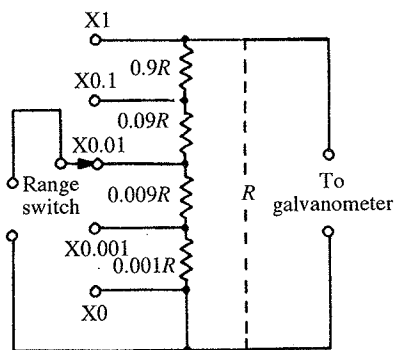 X1
0.9R
X0.1
0.09R
X0.01
Range
switch
0.009R
R
To
galvanometer
X0.001
0.001R
X0